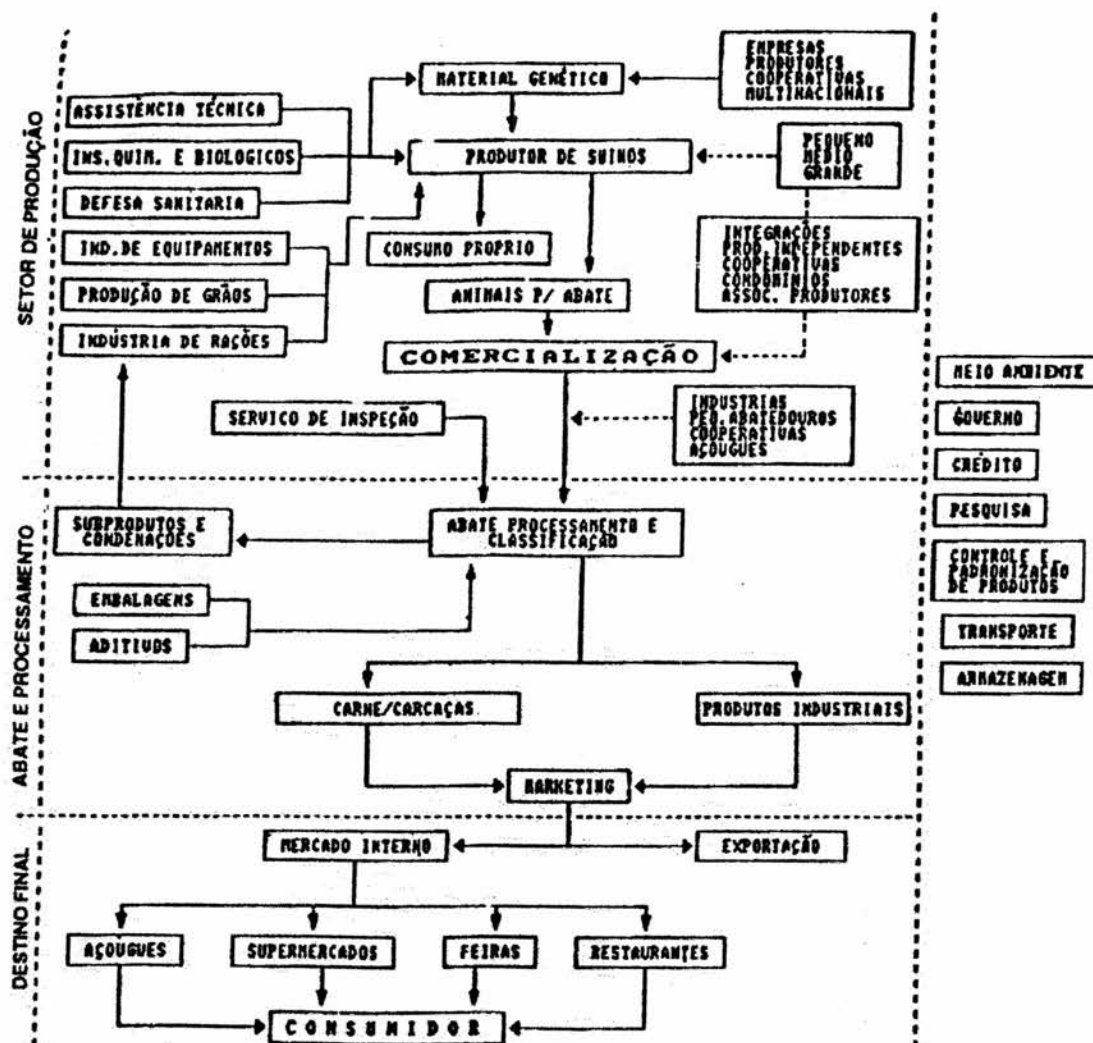 SETOR DE PRODUÇÃO
MATERIAL GENÉTICO
EMPRESAS
PRODUTORES
COOPERATIVAS
MULTINACIONAIS
ASSISTÊNCIA TÉCNICA
INS.QUIM. E BIOLOGICOS
DEFESA SANITARIA
PRODUTOR DE SUINOS
PEQUENO
MEDIO
GRANDE
IND.DE EQUIPAMENTOS
PRODUÇÃO DE GRÃOS
INDÚSTRIA DE RAÇÕES
CONSUMO PROPRIO
ANIMAIS P/ ABATE
INTEGRAÇÕES
PROD.INDEPENDENTES
COOPERATIVAS
CONDOMINIOS
ASSOC. PRODUTORES
COMERCIALIZAÇÃO
SERVICO DE INSPEÇÃO
INDUSTRIAS
PEQ.ABATEDOUROS
COOPERATIVAS
AÇOUGUES
ABATE E PROCESSAMENTO
SUBPRODUTOS E
CONDENAÇÕES
ABATE PROCESSAMENTO E
CLASSIFICAÇÃO
EMBALAGENS
ADITIVOS
CARNE/CARCAÇAS
PRODUTOS INDUSTRIAIS
MARKETING
DESTINO FINAL
MERCADO INTERNO
EXPORTAÇÃO
AÇOUGUES
SUPERMERCADOS
FEIRAS
RESTAURANTES
CONSUMIDOR
MEIO AMBIENTE
GOVERNO
CRÉDITO
PESQUISA
CONTROLE E
PADRONIZAÇÃO
DE PRODUTOS
TRANSPORTE
ARMAZENAGEM